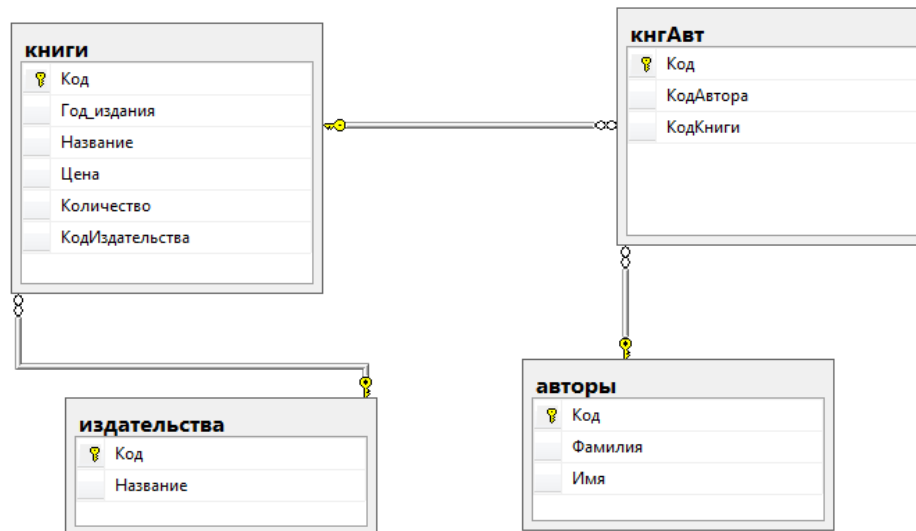 книги
Код
Год_издания
Название
Цена
Количество
КодИздательства
кнгАвт
Код
КодАвтора
КодКниги
издательства
Код
Название
авторы
Код
Фамилия
Имя